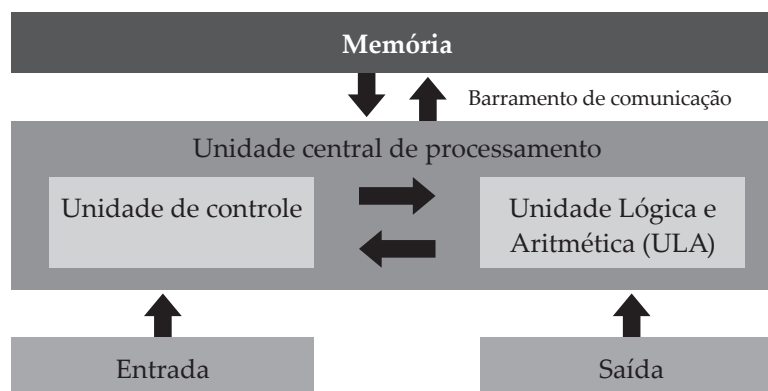 Memória
Barramento de comunicação
Unidade central de processamento
Unidade de controle
Unidade Lógica e
Aritmética (ULA)
Entrada
Saída